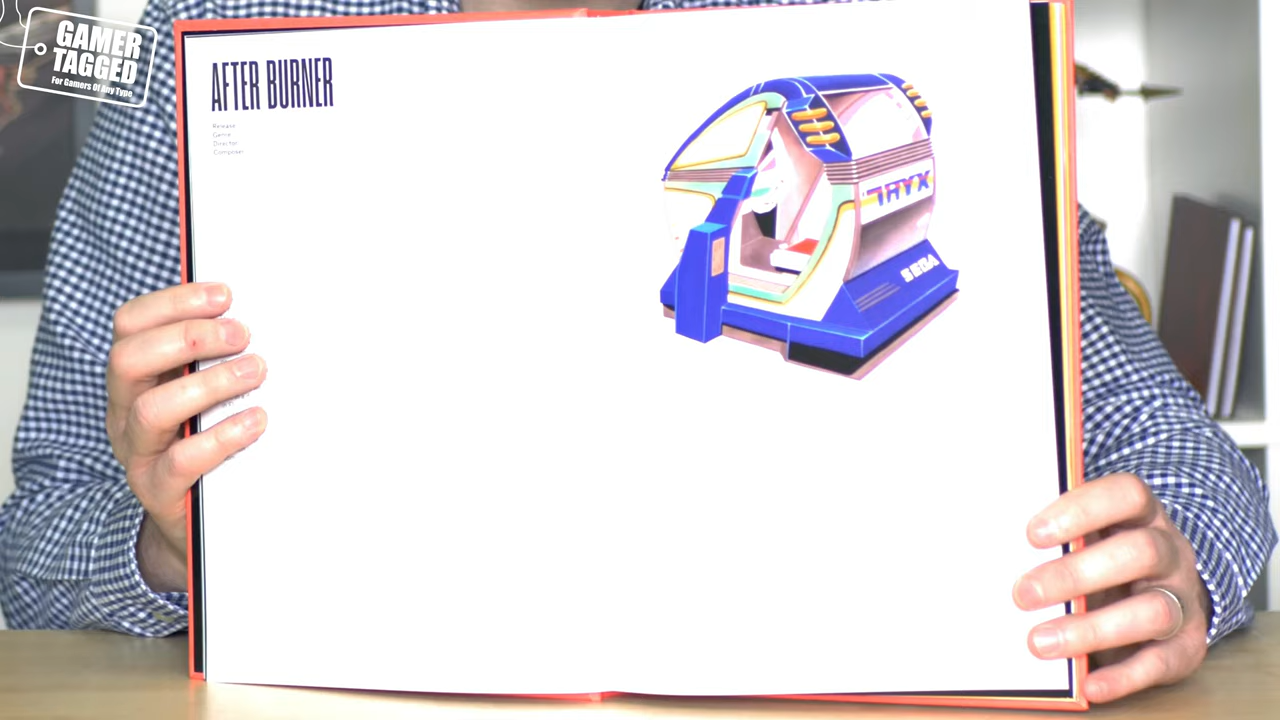 GAMER
TAGGED
For Gamers Of Any Type
AFTER BURNER
Release
Genre
Director
Composer
TRYX
SEGA